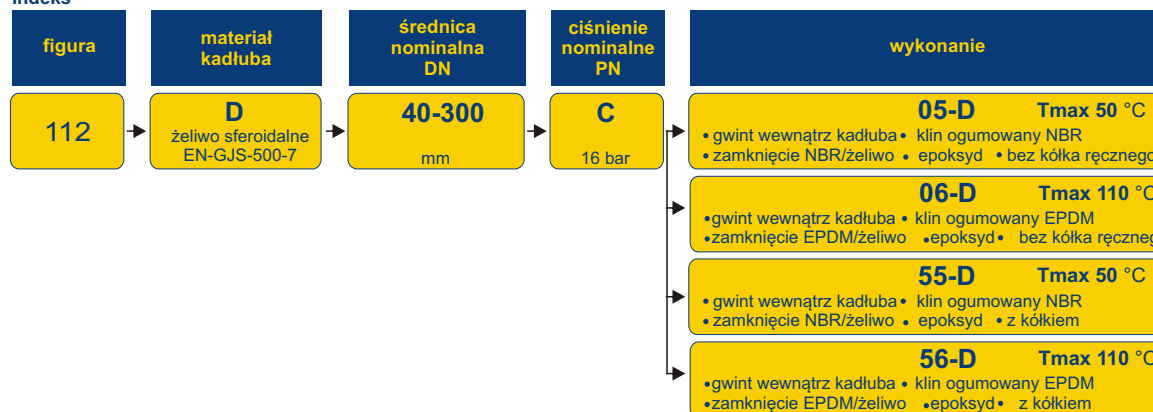 indeks
figura
materiał
kadłuba
średnica
nominalna
DN
ciśnienie
nominalne
PN
wykonanie
112
D
żeliwo sferoidalne
EN-GJS-500-7
40-300
mm
C
16 bar
05-D Tmax 50 °C
• gwint wewnątrz kadłuba • klin ogumowany NBR
• zamknięcie NBR/żeliwo • epoksyd • bez kółka ręcznego
06-D Tmax 110 °C
•gwint wewnątrz kadłuba • klin ogumowany EPDM
•zamknięcie EPDM/żeliwo •epoksyd • bez kółka ręczneg
55-D Tmax 50 °C
• gwint wewnątrz kadłuba • klin ogumowany NBR
• zamknięcie NBR/żeliwo • epoksyd • z kółkiem
56-D Tmax 110 °C
•gwint wewnątrz kadłuba • klin ogumowany EPDM
•zamknięcie EPDM/żeliwo •epoksyd • z kółkiem